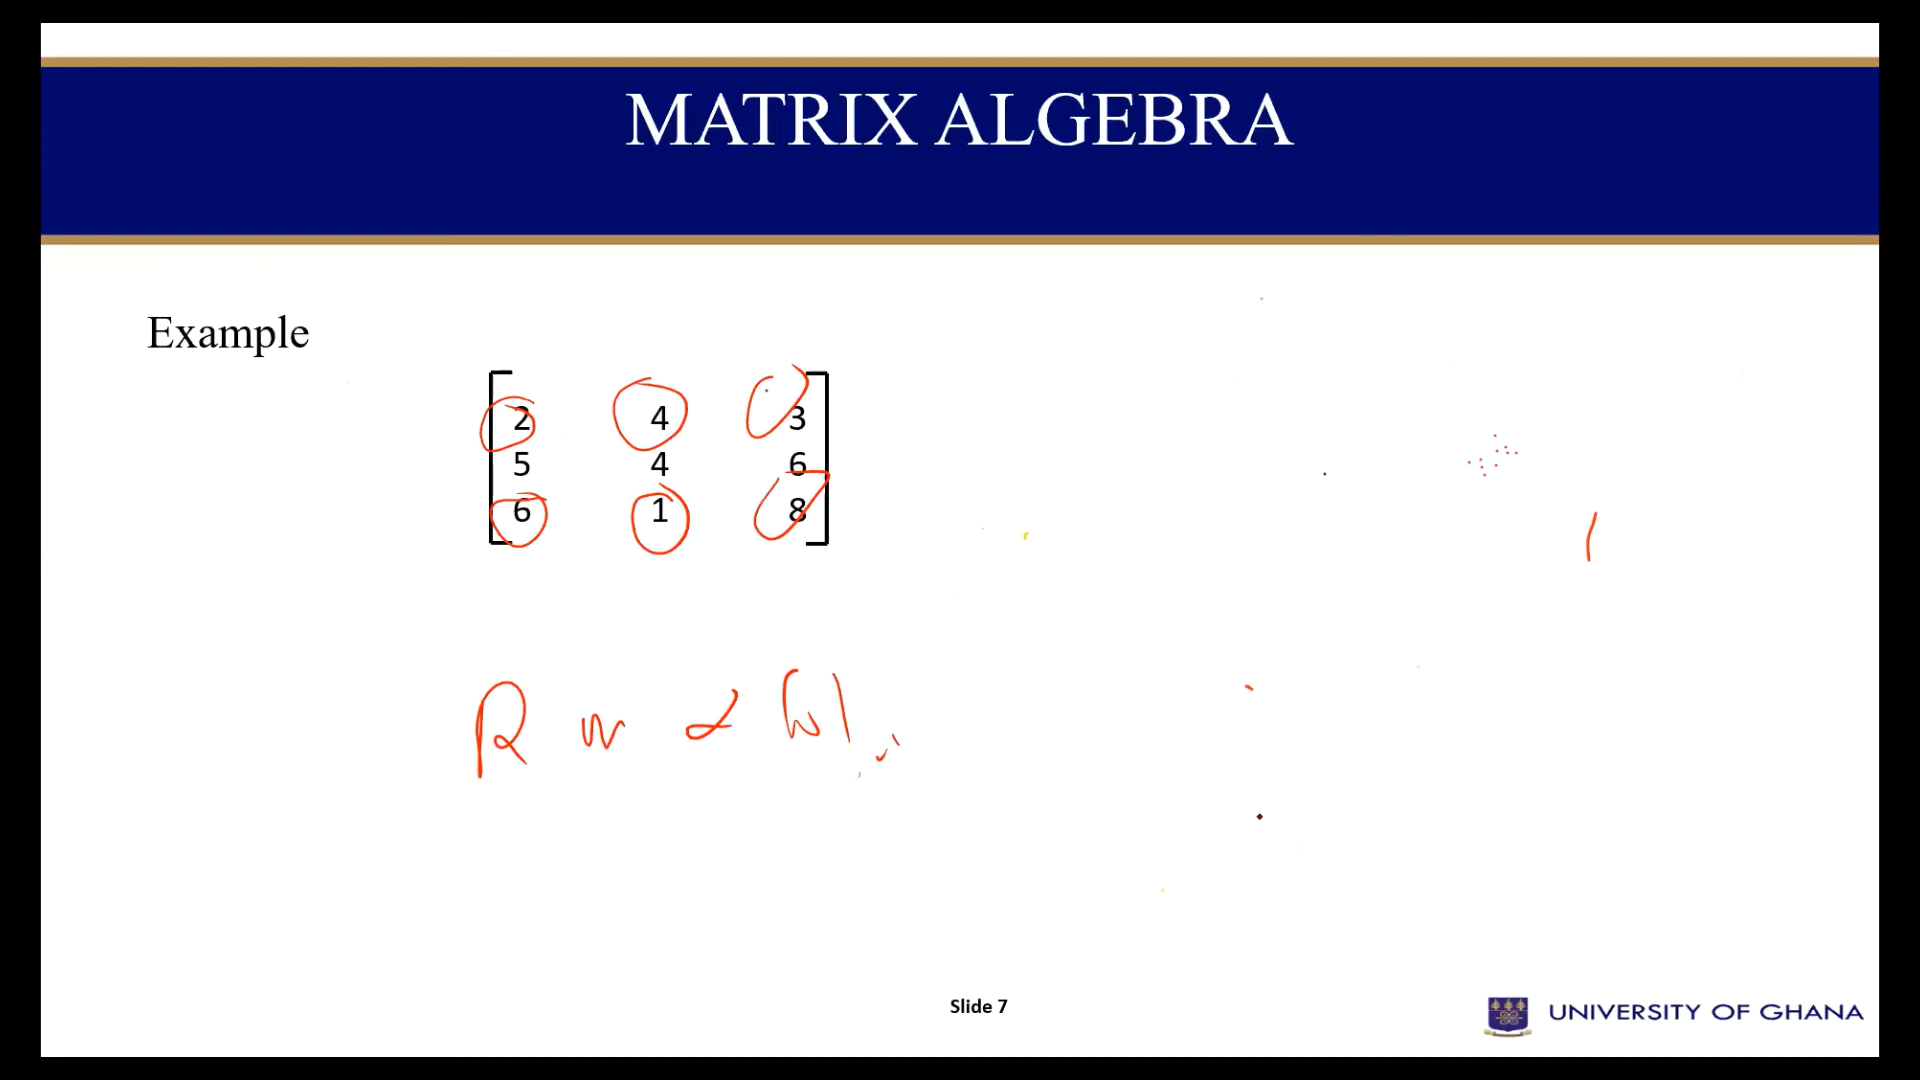 MATRIX ALGEBRA
Example
2 4 3
5 4 6
6 1 8
R
Slide 7
UNIVERSITY OF GHANA